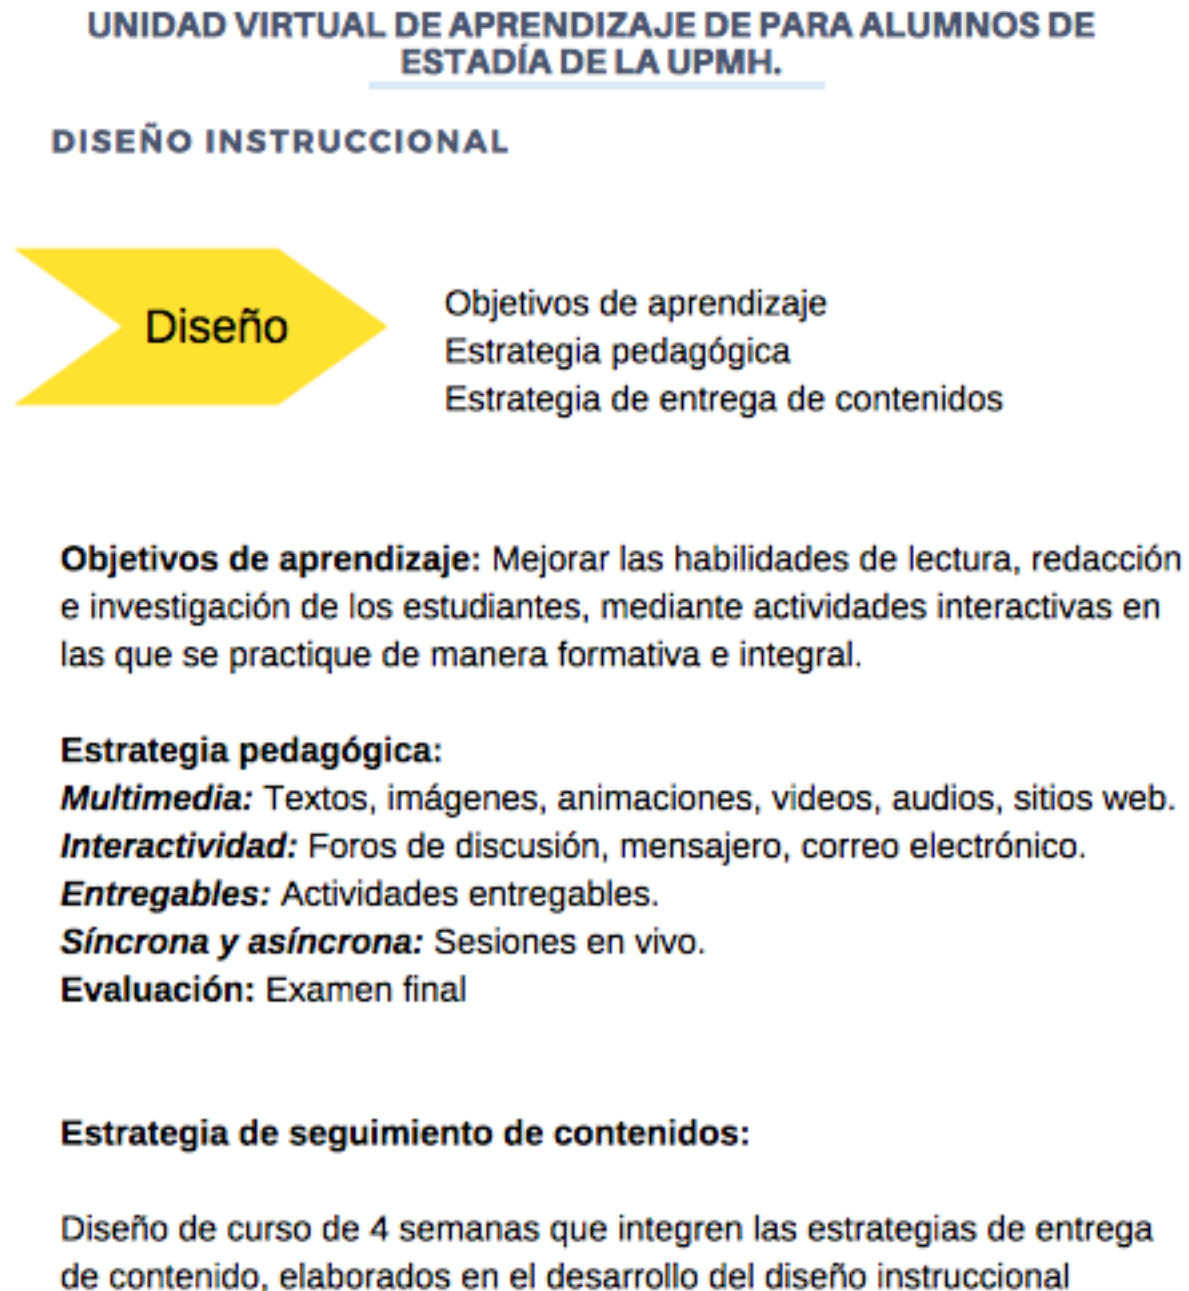 UNIDAD VIRTUAL DE APRENDIZAJE DE PARA ALUMNOS DE
ESTADÍA DE LA UPMH.
DISEÑO INSTRUCCIONAL
Diseño
Objetivos de aprendizaje
Estrategia pedagógica
Estrategia de entrega de contenidos
Objetivos de aprendizaje: Mejorar las habilidades de lectura, redacción
e investigación de los estudiantes, mediante actividades interactivas en
las que se practique de manera formativa e integral.
Estrategia pedagógica:
Multimedia: Textos, imágenes, animaciones, videos, audios, sitios web.
Interactividad: Foros de discusión, mensajero, correo electrónico.
Entregables: Actividades entregables.
Síncrona y asíncrona: Sesiones en vivo.
Evaluación: Examen final
Estrategia de seguimiento de contenidos:
Diseño de curso de 4 semanas que integren las estrategias de entrega
de contenido, elaborados en el desarrollo del diseño instruccional